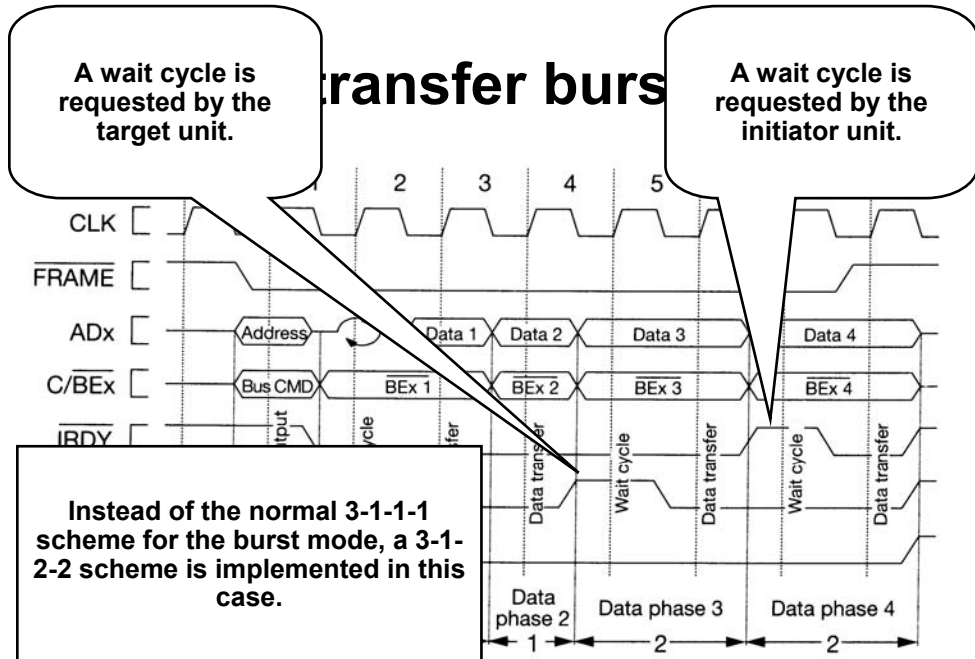 A wait cycle is
requested by the
target unit.
transfer burs
A wait cycle is
requested by the
initiator unit.
2 3 4 5
CLK
FRAME
ADx Address Data 1 Data 2 Data 3 Data 4
C/BEx Bus CMD BEx 1 BEx 2 BEx 3 BEx 4
IRDY
Data transfer
Wait cycle
Data transfer
Wait cycle
Data transfer
Instead of the normal 3-1-1-1
scheme for the burst mode, a 3-1-
2-2 scheme is implemented in this
case.
Data
phase 2
Data phase 3
Data phase 4
1 2 2